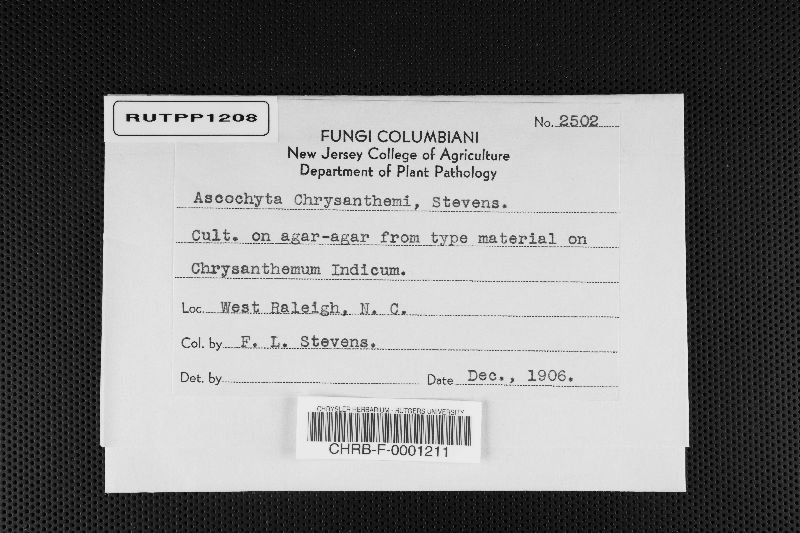 RUTPP1208
No. 2502
FUNGI COLUMBIANI
New Jersey College of Agriculture
Department of Plant Pathology
Ascochyta Chrysanthemi, Stevens.
Cult. on agar-agar from type material on
Chrysanthemum Indicum.
Loc. West Raleigh, N. C.
Col. by F. L. Stevens.
Det. by Date Dec., 1906.
CHRYSLER HERBARIUM - RUTGERS UNIVERSITY
CHRB-F-0001211